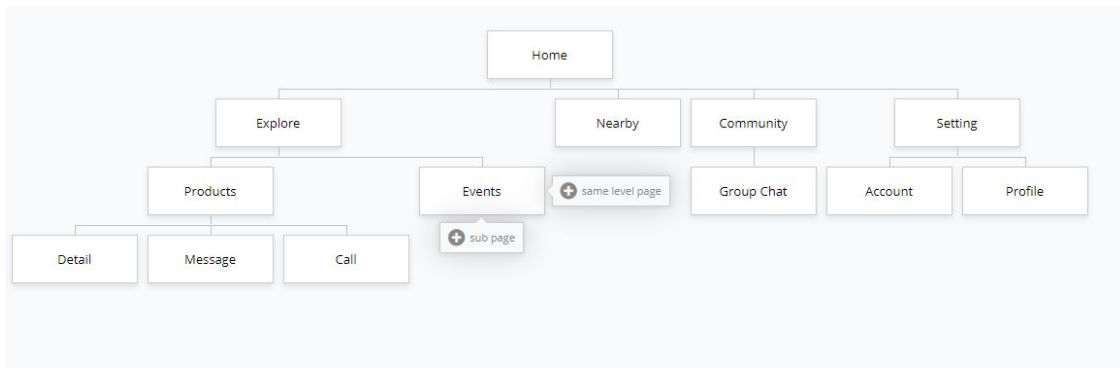 Home
Explore
Nearby
Community
Setting
Products
Events
same level page
Group Chat
Account
Profile
sub page
Detail
Message
Call